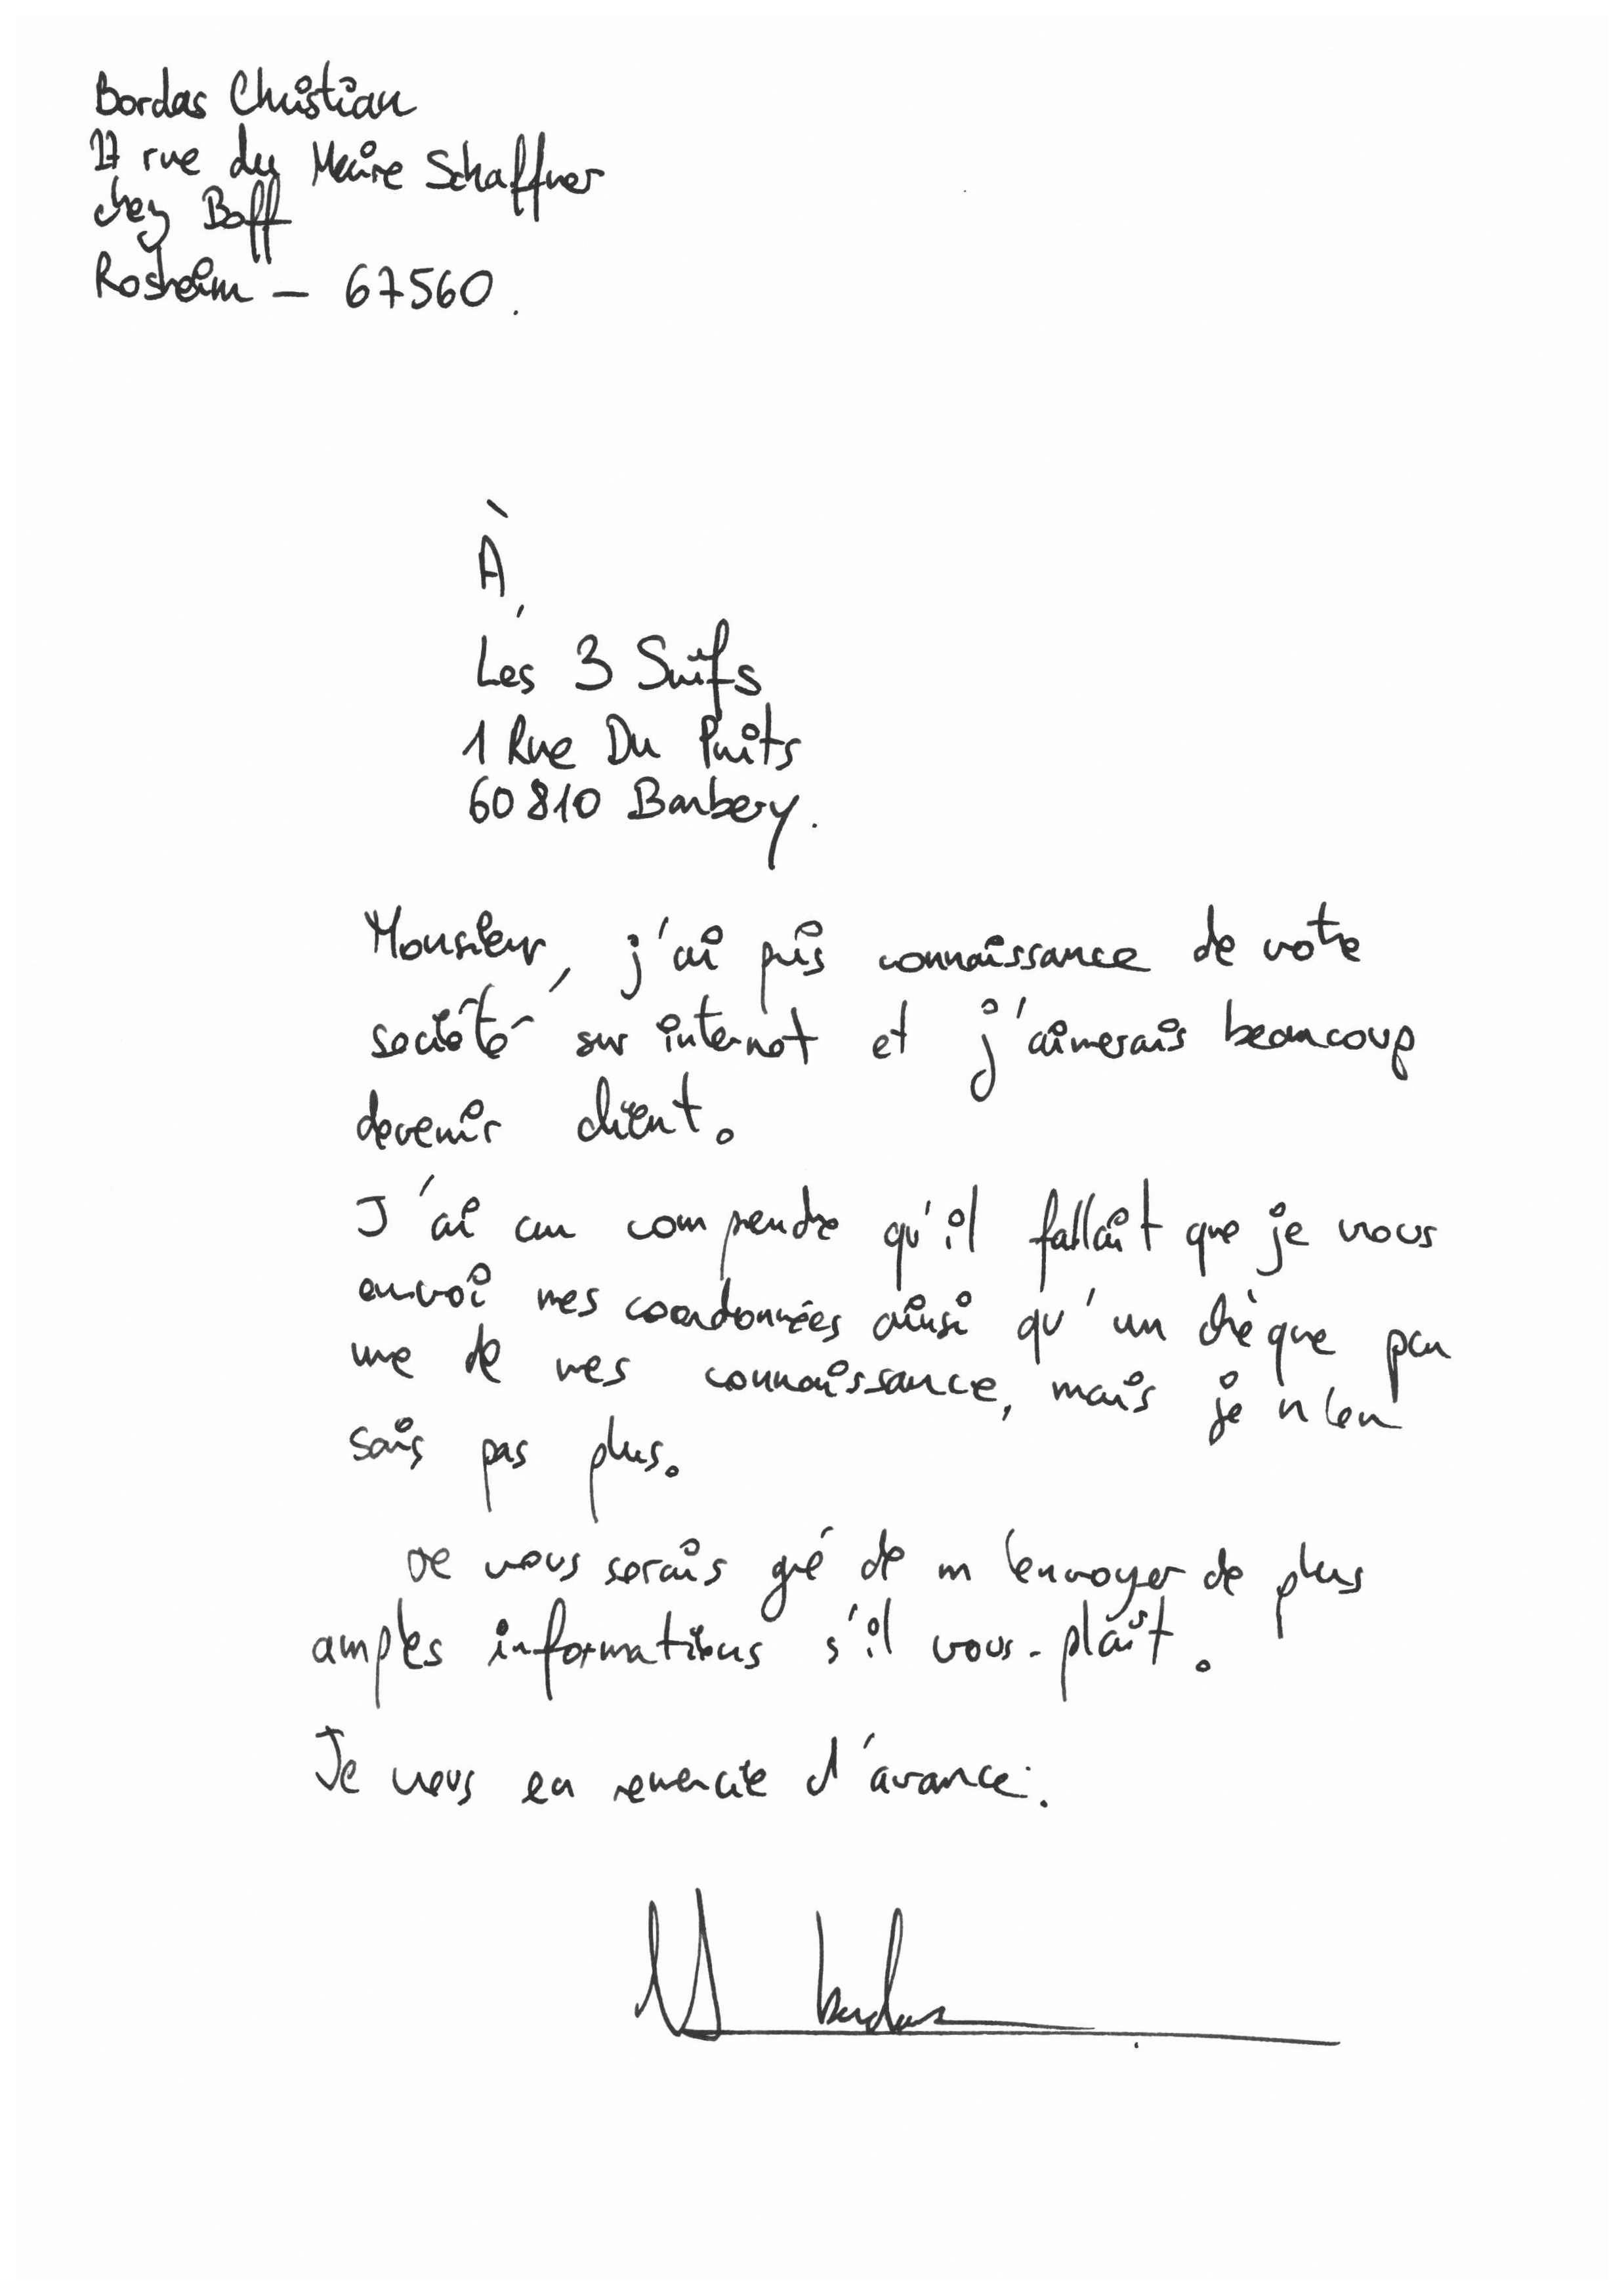 Bordas Christian
17 rue du Maire Schaffner
chez Boff
Rosheim - 67560.
À,
Les 3 Suifs
1 Rue Du Puits
60810 Barbery.
Monsieur, j'ai pris connaissance de votre
société sur internet et j'aimerais beaucoup
devenir client.
J'ai cru comprendre qu'il fallait que je vous
envoi mes coordonnées ainsi qu'un chèque par
une de mes connaissance, mais je n'en
sais pas plus.
Je vous serais gré de m'envoyer de plus
amples informations s'il vous-plaît.
Je vous en remercie d'avance.
Bordas